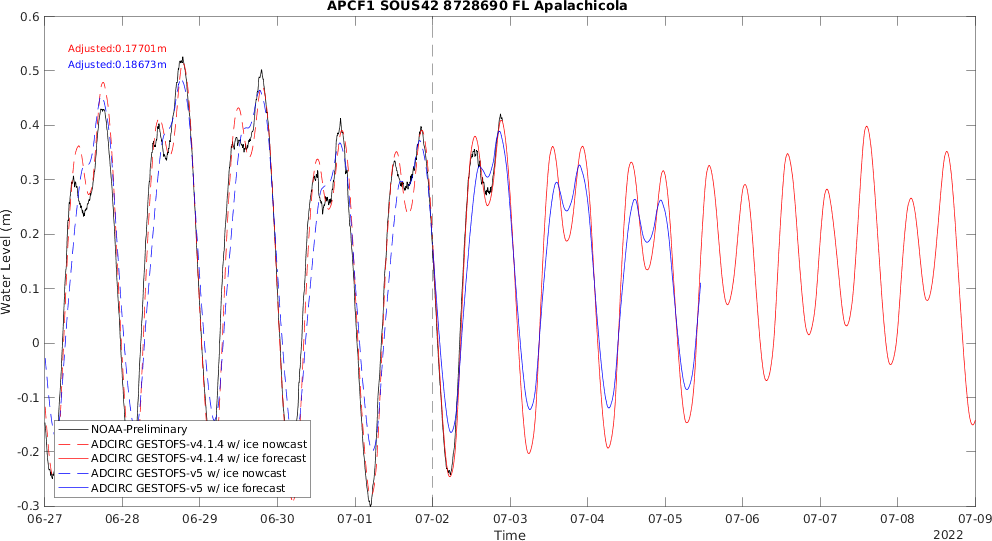 APCF1 SOUS42 8728690 FL Apalachicola
0.6
0.5
0.4
0.3
0.2
0.1
0
-0.1
-0.2
-0.3
Water Level (m)
Adjusted:0.17701m
Adjusted:0.18673m
NOAA-Preliminary
ADCIRC GESTOFS-v4.1.4 w/ ice nowcast
ADCIRC GESTOFS-v4.1.4 w/ ice forecast
ADCIRC GESTOFS-v5 w/ ice nowcast
ADCIRC GESTOFS-v5 w/ ice forecast
06-27 06-28 06-29 06-30 07-01 07-02 07-03 07-04 07-05 07-06 07-07 07-08 07-09
Time
2022